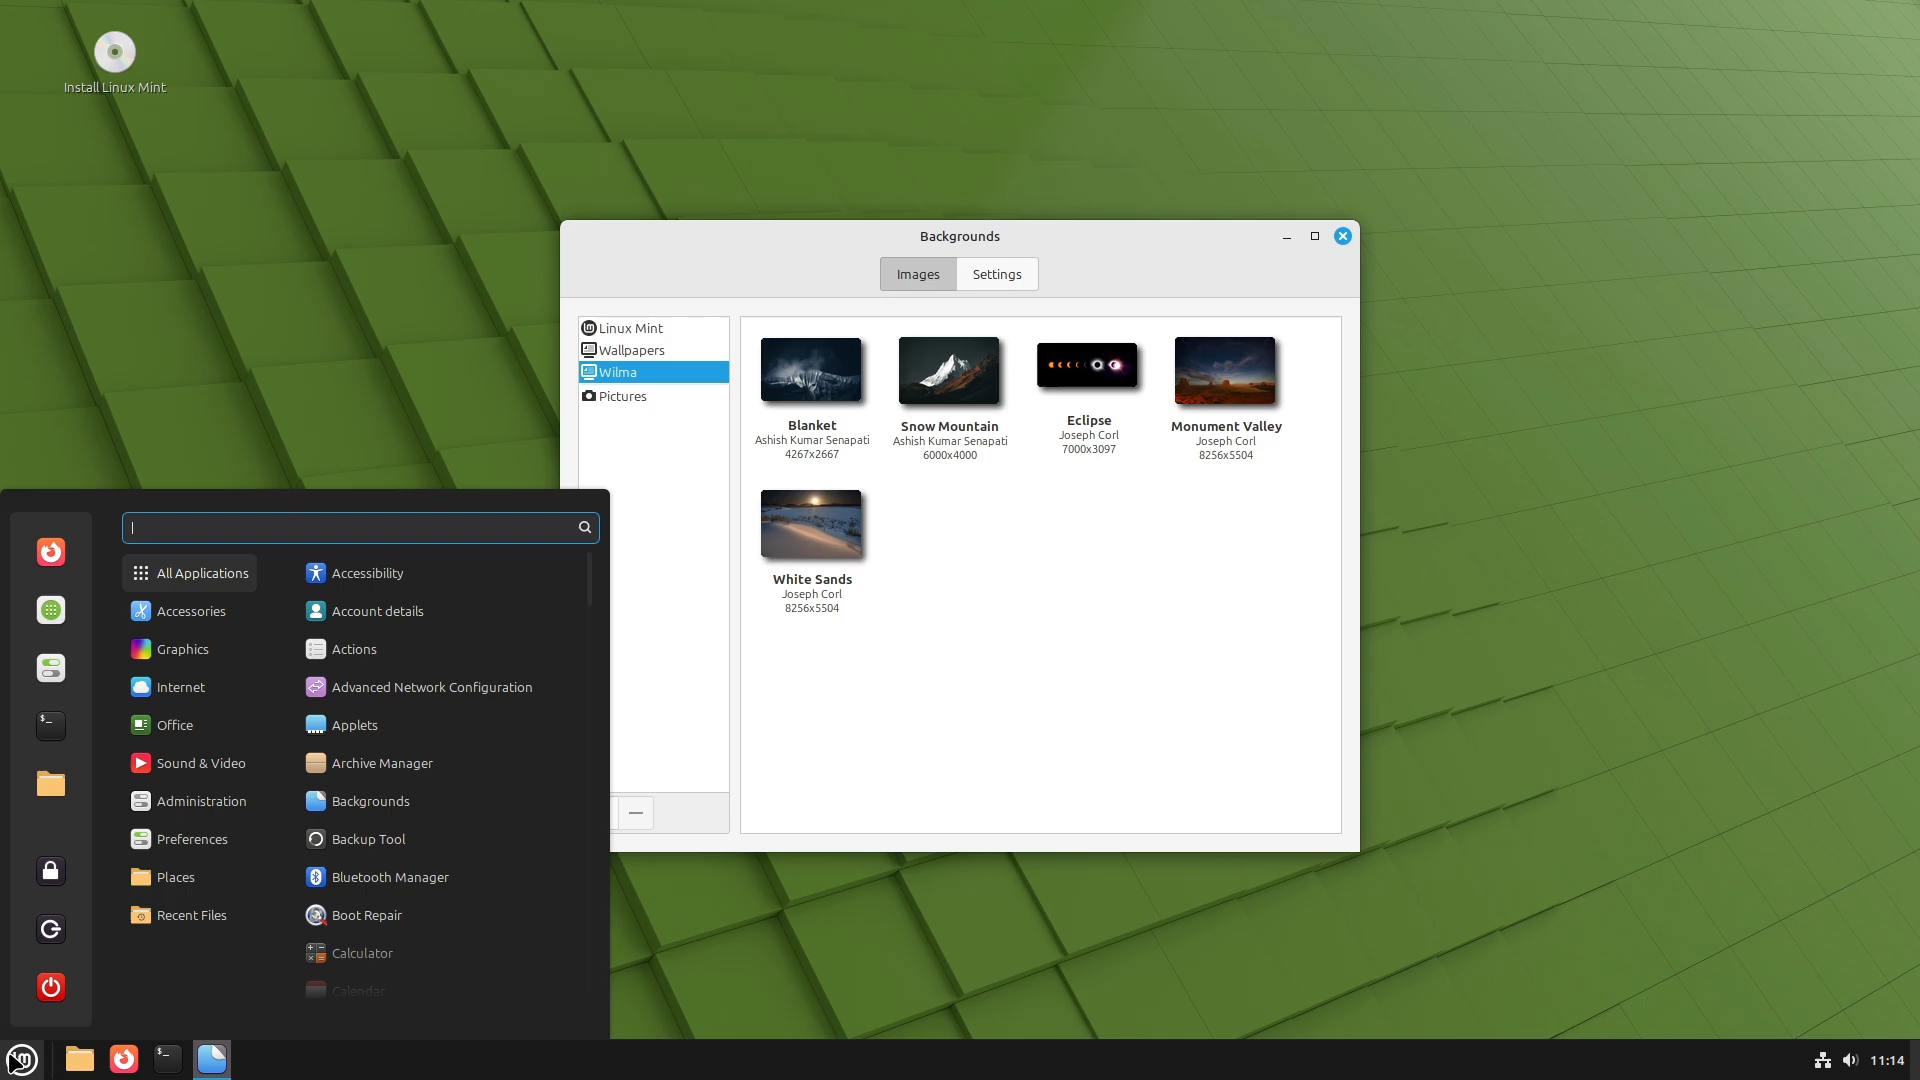 Install Linux Mint
Backgrounds
Images
Settings
Linux Mint
Wallpapers
Wilma
Pictures
Blanket
Ashish Kumar Senapati
4267x2667
Snow Mountain
Ashish Kumar Senapati
6000x4000
Eclipse
Joseph Corl
7000x3097
Monument Valley
Joseph Corl
8256x5504
White Sands
Joseph Corl
8256x5504
All Applications
Accessories
Graphics
Internet
Office
Sound & Video
Administration
Preferences
Places
Recent Files
Accessibility
Account details
Actions
Advanced Network Configuration
Applets
Archive Manager
Backgrounds
Backup Tool
Bluetooth Manager
Boot Repair
Calculator
Calendar
11:14